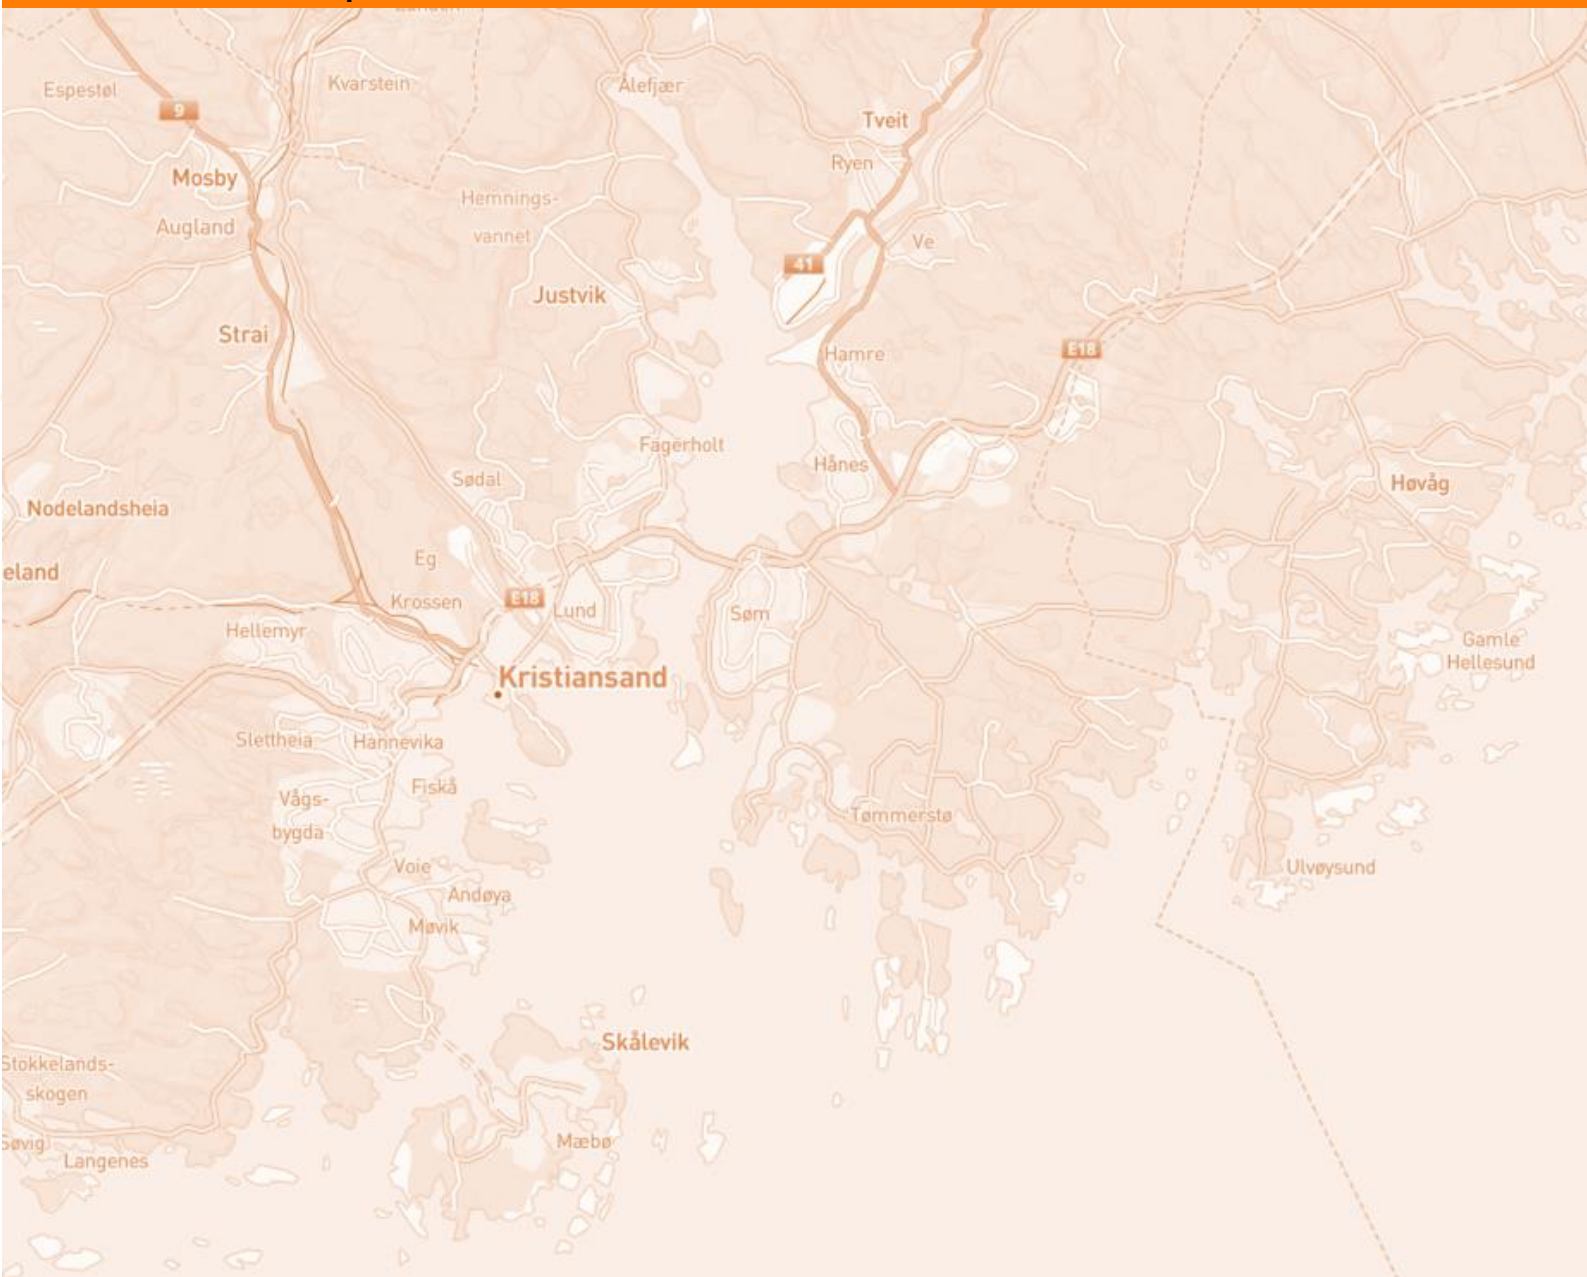 Espestøl
Kvarstein
Ålefjær
9
Tveit
Ryen
Mosby
Hemnings-
vannet
Augland
Ve
41
Justvik
Strai
Hamre
E18
Fagerholt
Hånes
Sødal
Høvåg
Nodelandsheia
Eg
eland
Krossen
E18
Lund
Søm
Hellemyr
Gamle
Hellesund
Kristiansand
Slettheia
Hannevika
Fiskå
Vågs-
bygda
Tømmerstø
Voie
Ulvøysund
Andøya
Møvik
Skålevik
Stokkelands-
skogen
Søvig
Mæbø
Langenes